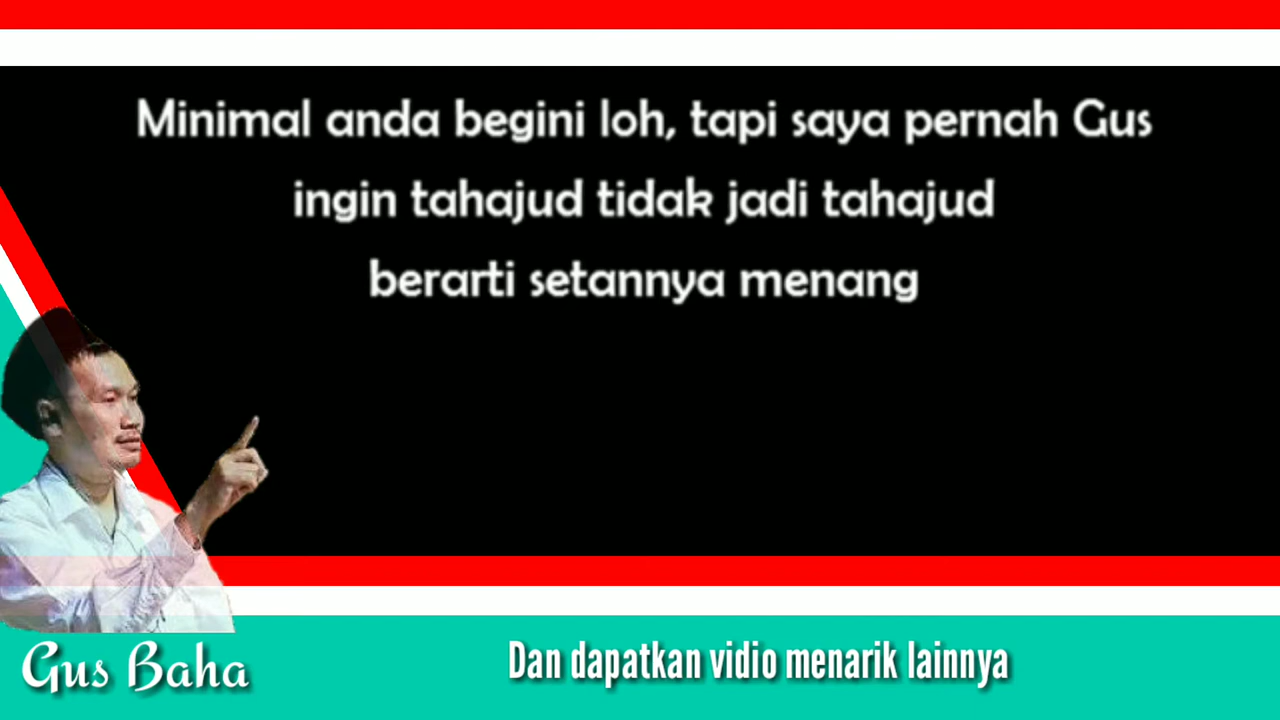 Minimal anda begini loh, tapi saya pernah Gus
ingin tahajud tidak jadi tahajud
berarti setannya menang
Gus Baha
Dan dapatkan vidio menarik lainnya